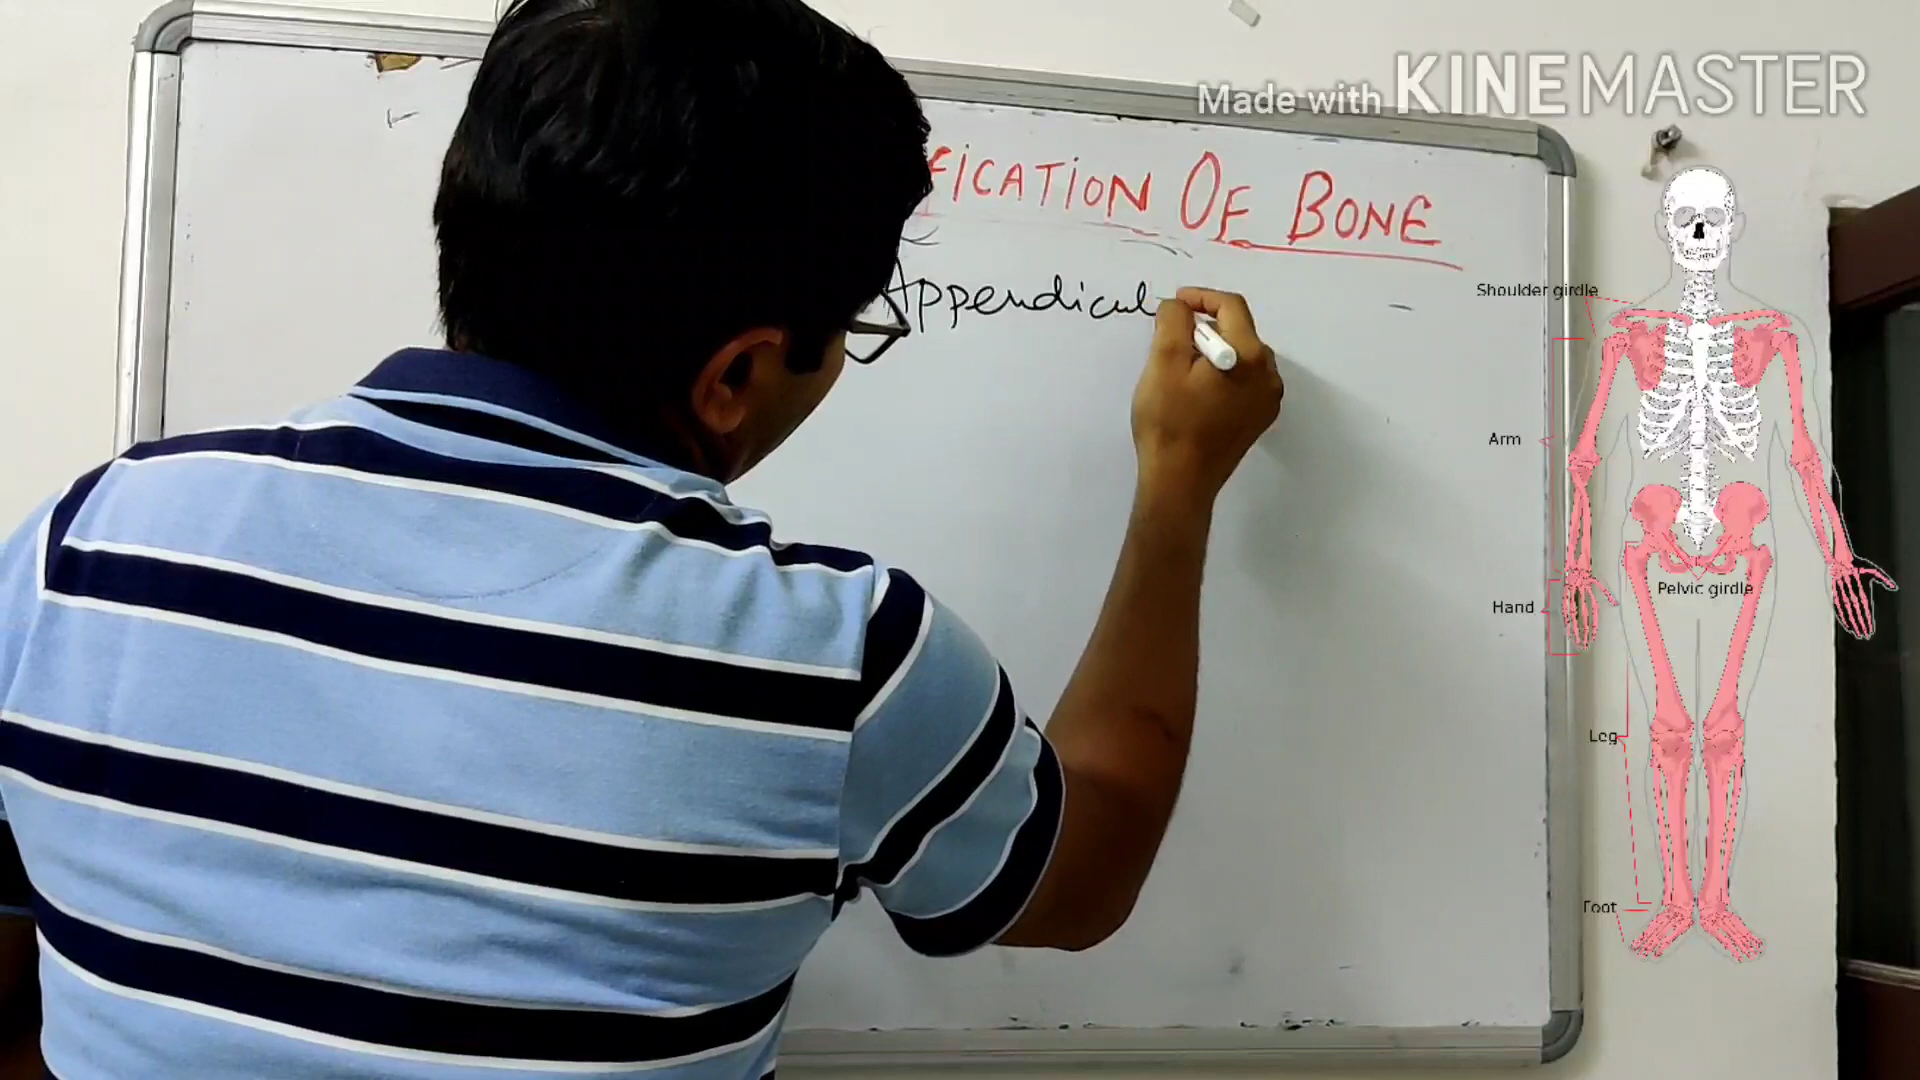 Made with KINEMASTER
FICATION OF BONE
Appendicul
Shoulder girdle
Arm
Pelvic girdle
Hand
Leg
Foot